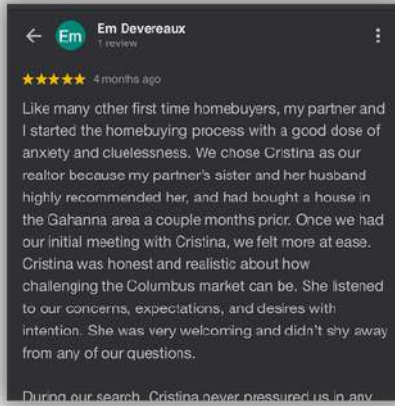 Em
Em Devereaux
1 review
4 months ago
Like many other first time homebuyers, my partner and
I started the homebuying process with a good dose of
anxiety and cluelessness. We chose Cristina as our
realtor because my partner's sister and her husband
highly recommended her, and had bought a house in
the Gahanna area a couple months prior. Once we had
our initial meeting with Cristina, we felt more at ease.
Cristina was honest and realistic about how
challenging the Columbus market can be. She listened
to our concerns, expectations, and desires with
intention. She was very welcoming and didn't shy away
from any of our questions.
During our search, Cristina never pressured us in any